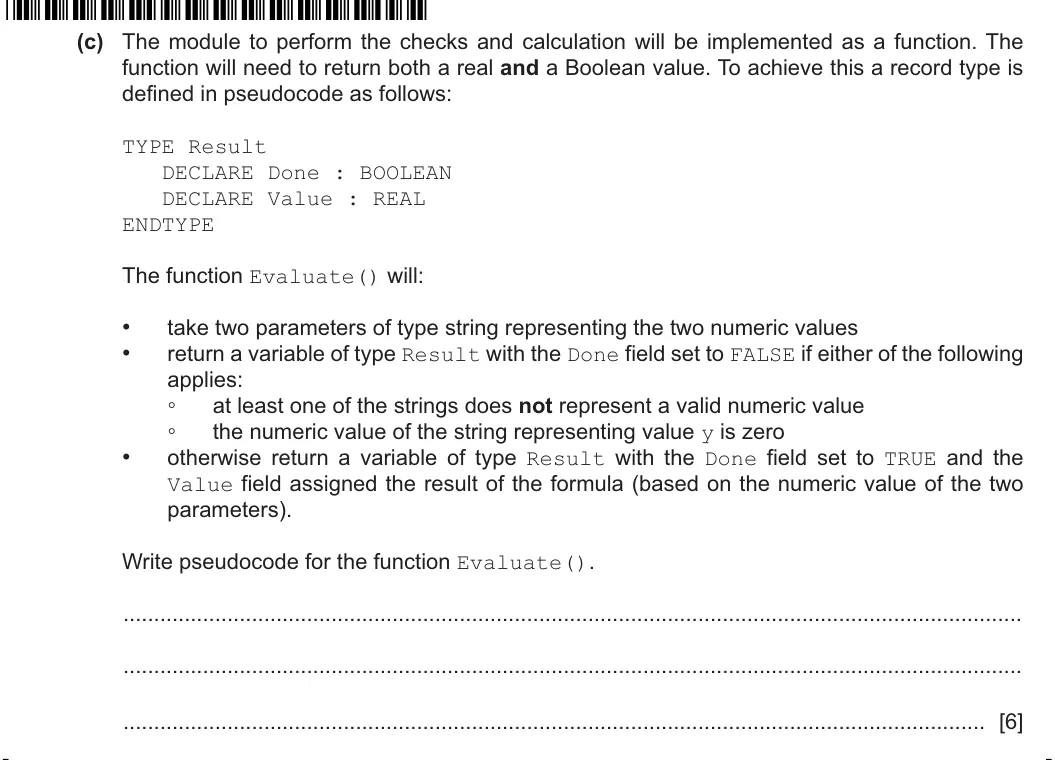 (c) The module to perform the checks and calculation will be implemented as a function. The
function will need to return both a real and a Boolean value. To achieve this a record type is
defined in pseudocode as follows:
TYPE Result
DECLARE Done : BOOLEAN
DECLARE Value : REAL
ENDTYPE
The function Evaluate() will:
• take two parameters of type string representing the two numeric values
• return a variable of type Result with the Done field set to FALSE if either of the following
applies:
◦ at least one of the strings does not represent a valid numeric value
◦ the numeric value of the string representing value y is zero
• otherwise return a variable of type Result with the Done field set to TRUE and the
Value field assigned the result of the formula (based on the numeric value of the two
parameters).
Write pseudocode for the function Evaluate().
[6]